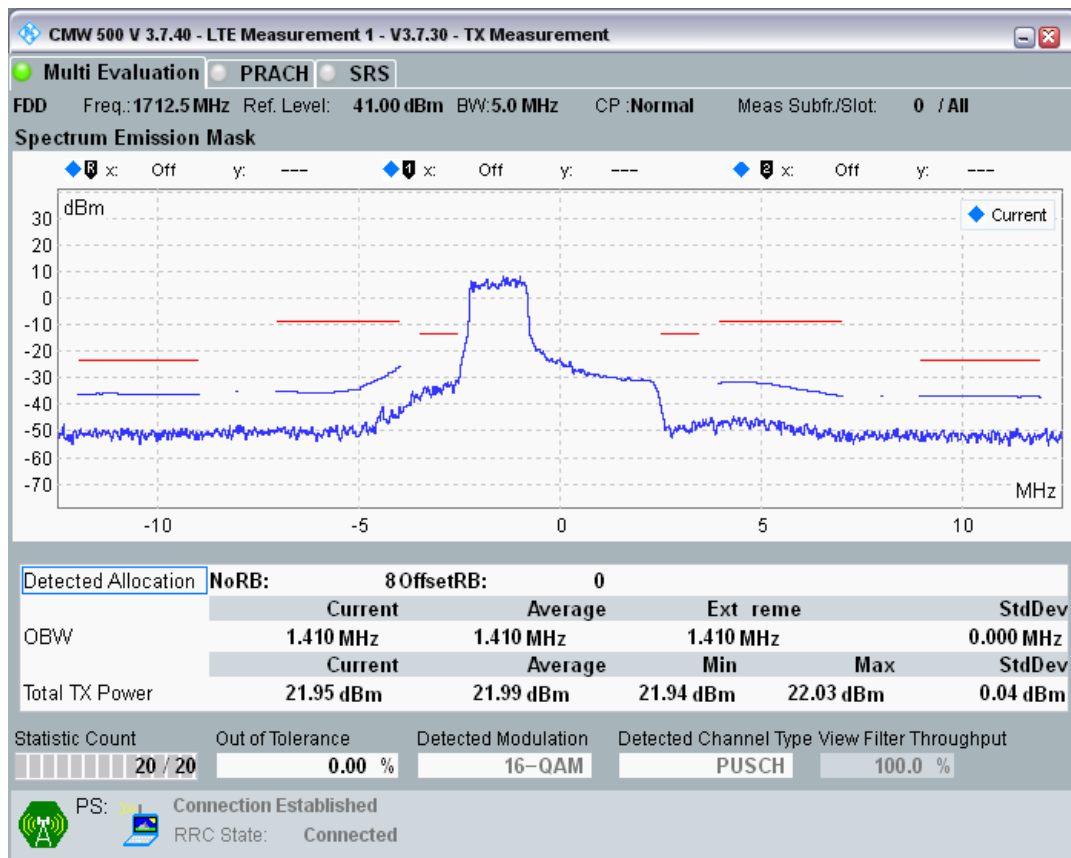 CMW 500 V 3.7.40 - LTE Measurement 1 - V3.7.30 - TX Measurement
Multi Evaluation PRACH SRS
FDD Freq.:1712.5 MHz Ref. Level: 41.00 dBm BW:5.0 MHz CP :Normal Meas Subfr./Slot: 0 / All
Spectrum Emission Mask
R x: Off y: --- 1 x: Off y: --- 2 x: Off y: ---
dBm
Current
30
20
10
0
-10
-20
-30
-40
-50
-60
-70
MHz
-10 -5 0 5 10
Detected Allocation NoRB: 8 OffsetRB: 0
Current Average Ext reme StdDev
OBW 1.410 MHz 1.410 MHz 1.410 MHz 0.000 MHz
Current Average Min Max StdDev
Total TX Power 21.95 dBm 21.99 dBm 21.94 dBm 22.03 dBm 0.04 dBm
Statistic Count Out of Tolerance Detected Modulation Detected Channel Type View Filter Throughput
20 / 20 0.00 % 16-QAM PUSCH 100.0 %
PS: Connection Established
RRC State: Connected